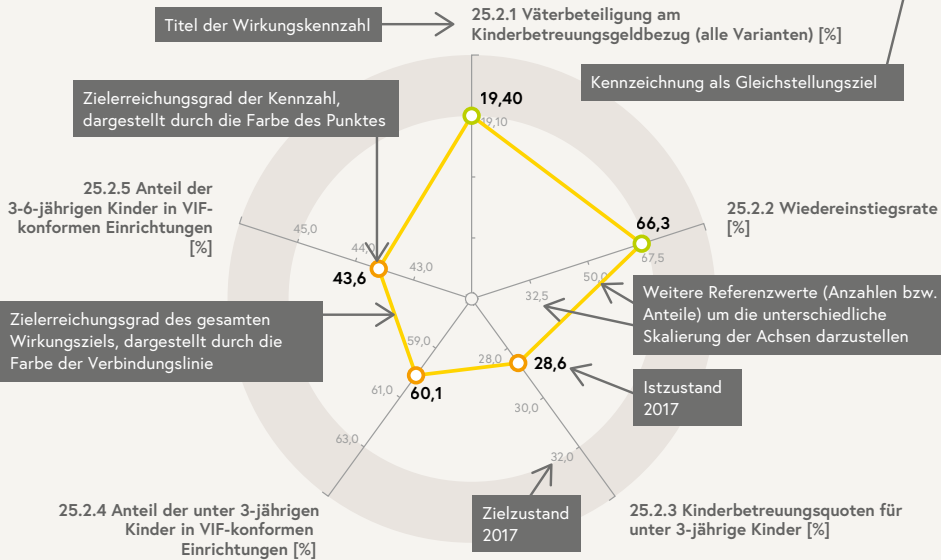 Titel der Wirkungskennzahl
25.2.1 Väterbeteiligung am
Kinderbetreuungsgeldbezug (alle Varianten) [%]
Kennzeichnung als Gleichstellungsziel
Zielerreichungsgrad der Kennzahl,
dargestellt durch die Farbe des Punktes
19,40
19,10
25.2.5 Anteil der
3-6-jährigen Kinder in VIF-
konformen Einrichtungen
[%]
45,0
44,0
43,0
43,6
66,3
67,5
50,0
32,5
25.2.2 Wiedereinstiegsrate
[%]
Weitere Referenzwerte (Anzahlen bzw.
Anteile) um die unterschiedliche
Skalierung der Achsen darzustellen
Zielerreichungsgrad des gesamten
Wirkungsziels, dargestellt durch die
Farbe der Verbindungslinie
59,0
61,0
63,0
60,1
28,0
28,6
30,0
32,0
Istzustand
2017
Zielzustand
2017
25.2.4 Anteil der unter 3-jährigen
Kinder in VIF-konformen
Einrichtungen [%]
25.2.3 Kinderbetreuungsquoten für
unter 3-jährige Kinder [%]